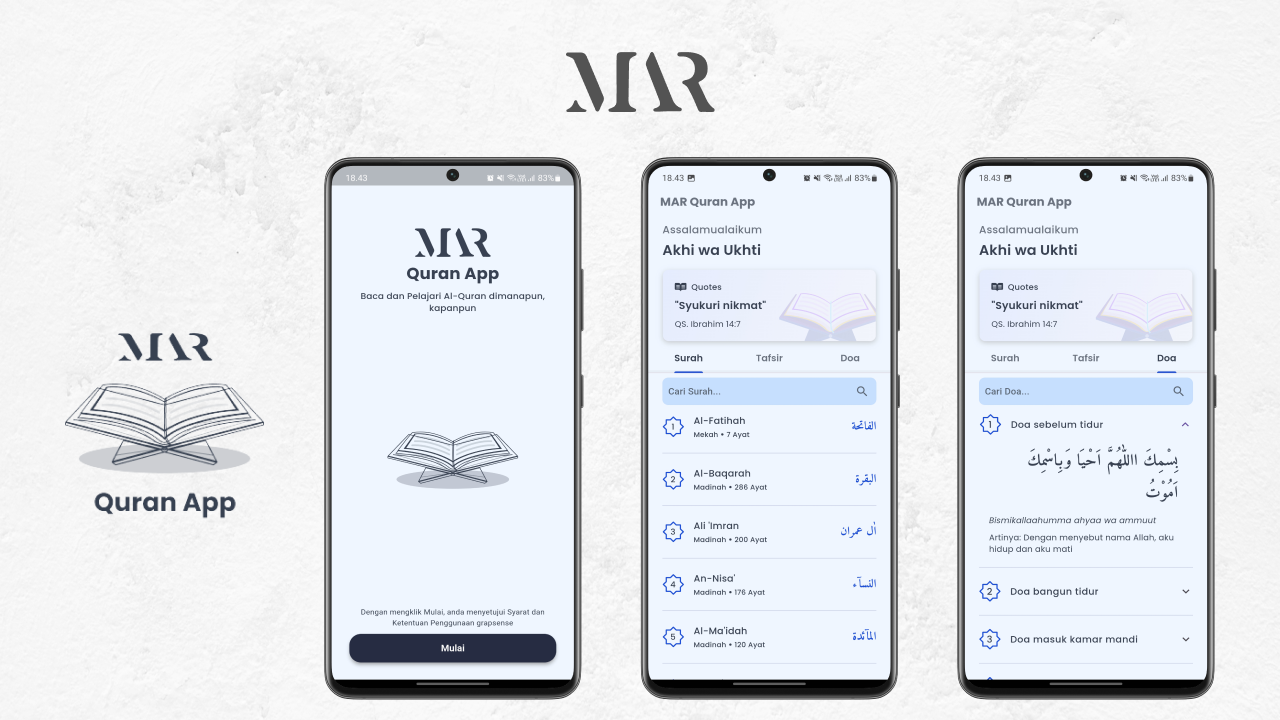 MAR
MAR
Quran App
18.43
83%
MAR
Quran App
Baca dan Pelajari Al-Quran dimanapun,
kapanpun
Dengan mengklik Mulai, anda menyetujui Syarat dan
Ketentuan Penggunaan grapsense
Mulai
18.43
83%
MAR Quran App
Assalamualaikum
Akhi wa Ukhti
Quotes
"Syukuri nikmat"
QS. Ibrahim 14:7
Surah Tafsir Doa
Cari Surah...
1 Al-Fatihah الفاتحة
Mekah • 7 Ayat
2 Al-Baqarah البقرة
Madinah • 286 Ayat
3 Ali 'Imran اٰل عمران
Madinah • 200 Ayat
4 An-Nisa' النساۤء
Madinah • 176 Ayat
5 Al-Ma'idah الماۤئدة
Madinah • 120 Ayat
18.43
83%
MAR Quran App
Assalamualaikum
Akhi wa Ukhti
Quotes
"Syukuri nikmat"
QS. Ibrahim 14:7
Surah Tafsir Doa
Cari Doa...
1 Doa sebelum tidur
بِسْمِكَ االلّٰهُمَّ اَحْيَا وَبِاسْمِكَ
اَمُوْتُ
Bismikallaahumma ahyaa wa ammuut
Artinya: Dengan menyebut nama Allah, aku
hidup dan aku mati
2 Doa bangun tidur
3 Doa masuk kamar mandi